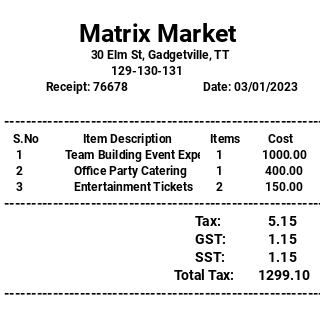 Matrix Market
30 Elm St, Gadgetville, TT
129-130-131
Receipt: 76678 Date: 03/01/2023
S.No Item Description Items Cost
1 Team Building Event Expe 1 1000.00
2 Office Party Catering 1 400.00
3 Entertainment Tickets 2 150.00
Tax: 5.15
GST: 1.15
SST: 1.15
Total Tax: 1299.10